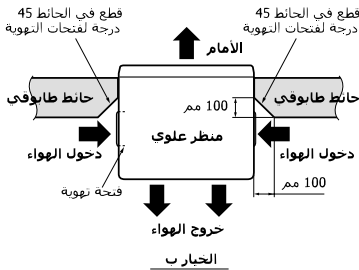 قطع في الحائط 45
درجة لفتحات التهوية
الأمام
قطع في الحائط 45
درجة لفتحات التهوية
حائط طابوقي
100 مم
حائط طابوقي
دخول الهواء
منظر علوي
دخول الهواء
فتحة تهوية
100 مم
خروج الهواء
الخيار ب